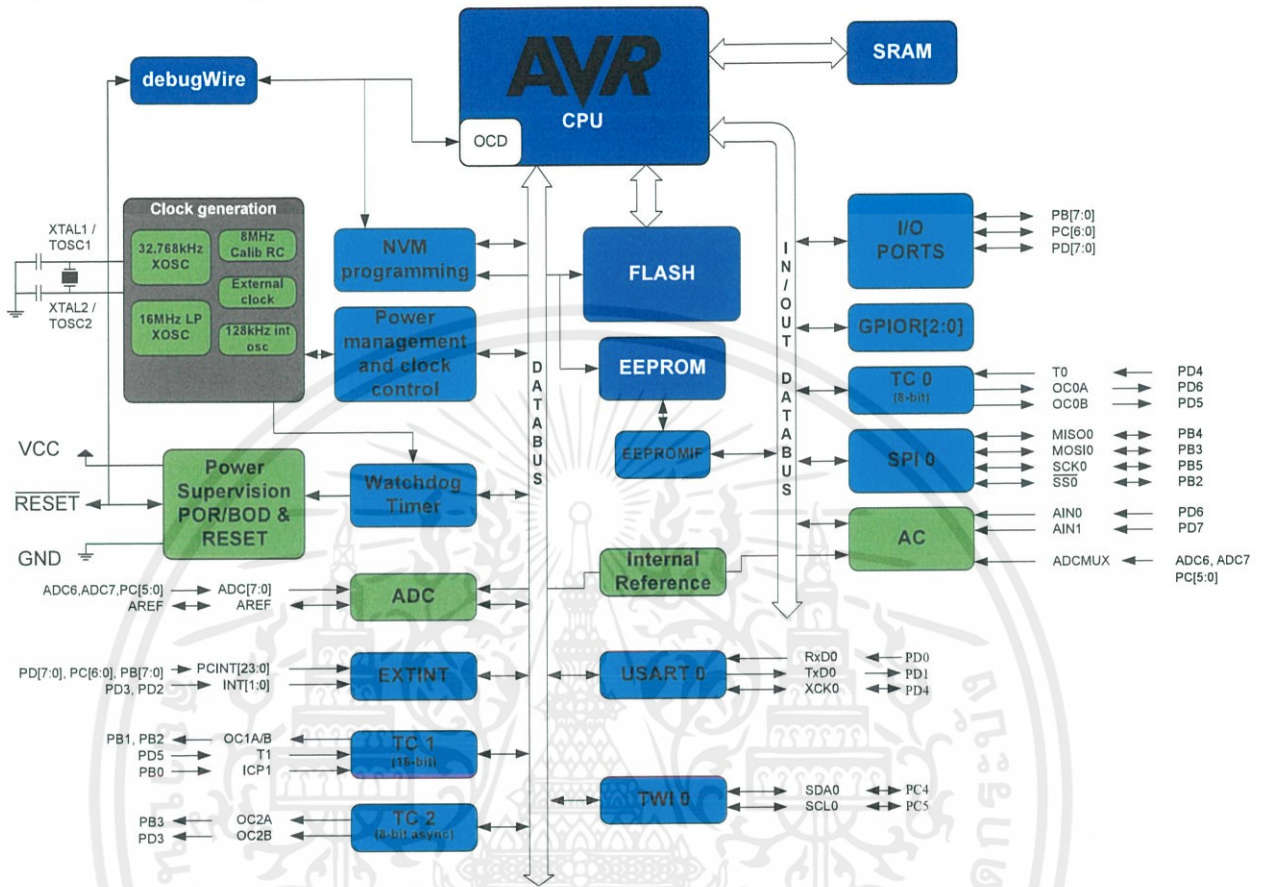 AVR
CPU
OCD
SRAM
debugWire
Clock generation
32.768kHz
XOSC
8MHz
Calib RC
External
clock
16MHz LP
XOSC
128kHz int
osc
XTAL1 /
TOSC1
XTAL2 /
TOSC2
NVM
programming
Power
management
and clock
control
FLASH
EEPROM
EEPROMIF
DATABUS
IN/OUT DATABUS
I/O
PORTS
PB[7:0]
PC[6:0]
PD[7:0]
GPIOR[2:0]
TC 0
(8-bit)
T0 PD4
OC0A PD6
OC0B PD5
SPI 0
MISO0 PB4
MOSI0 PB3
SCK0 PB5
SS0 PB2
AC
AIN0 PD6
AIN1 PD7
ADCMUX ADC6, ADC7
PC[5:0]
VCC
RESET
GND
Power
Supervision
POR/BOD &
RESET
Watchdog
Timer
Internal
Reference
ADC6,ADC7,PC[5:0] ADC[7:0]
AREF AREF
ADC
PD[7:0], PC[6:0], PB[7:0] PCINT[23:0]
PD3, PD2 INT[1:0]
EXTINT
PB1, PB2 OC1A/B
PD5 T1
PB0 ICP1
TC 1
(16-bit)
PB3 OC2A
PD3 OC2B
TC 2
(8-bit async)
USART 0
RxD0 PD0
TxD0 PD1
XCK0 PD4
TWI 0
SDA0 PC4
SCL0 PC5